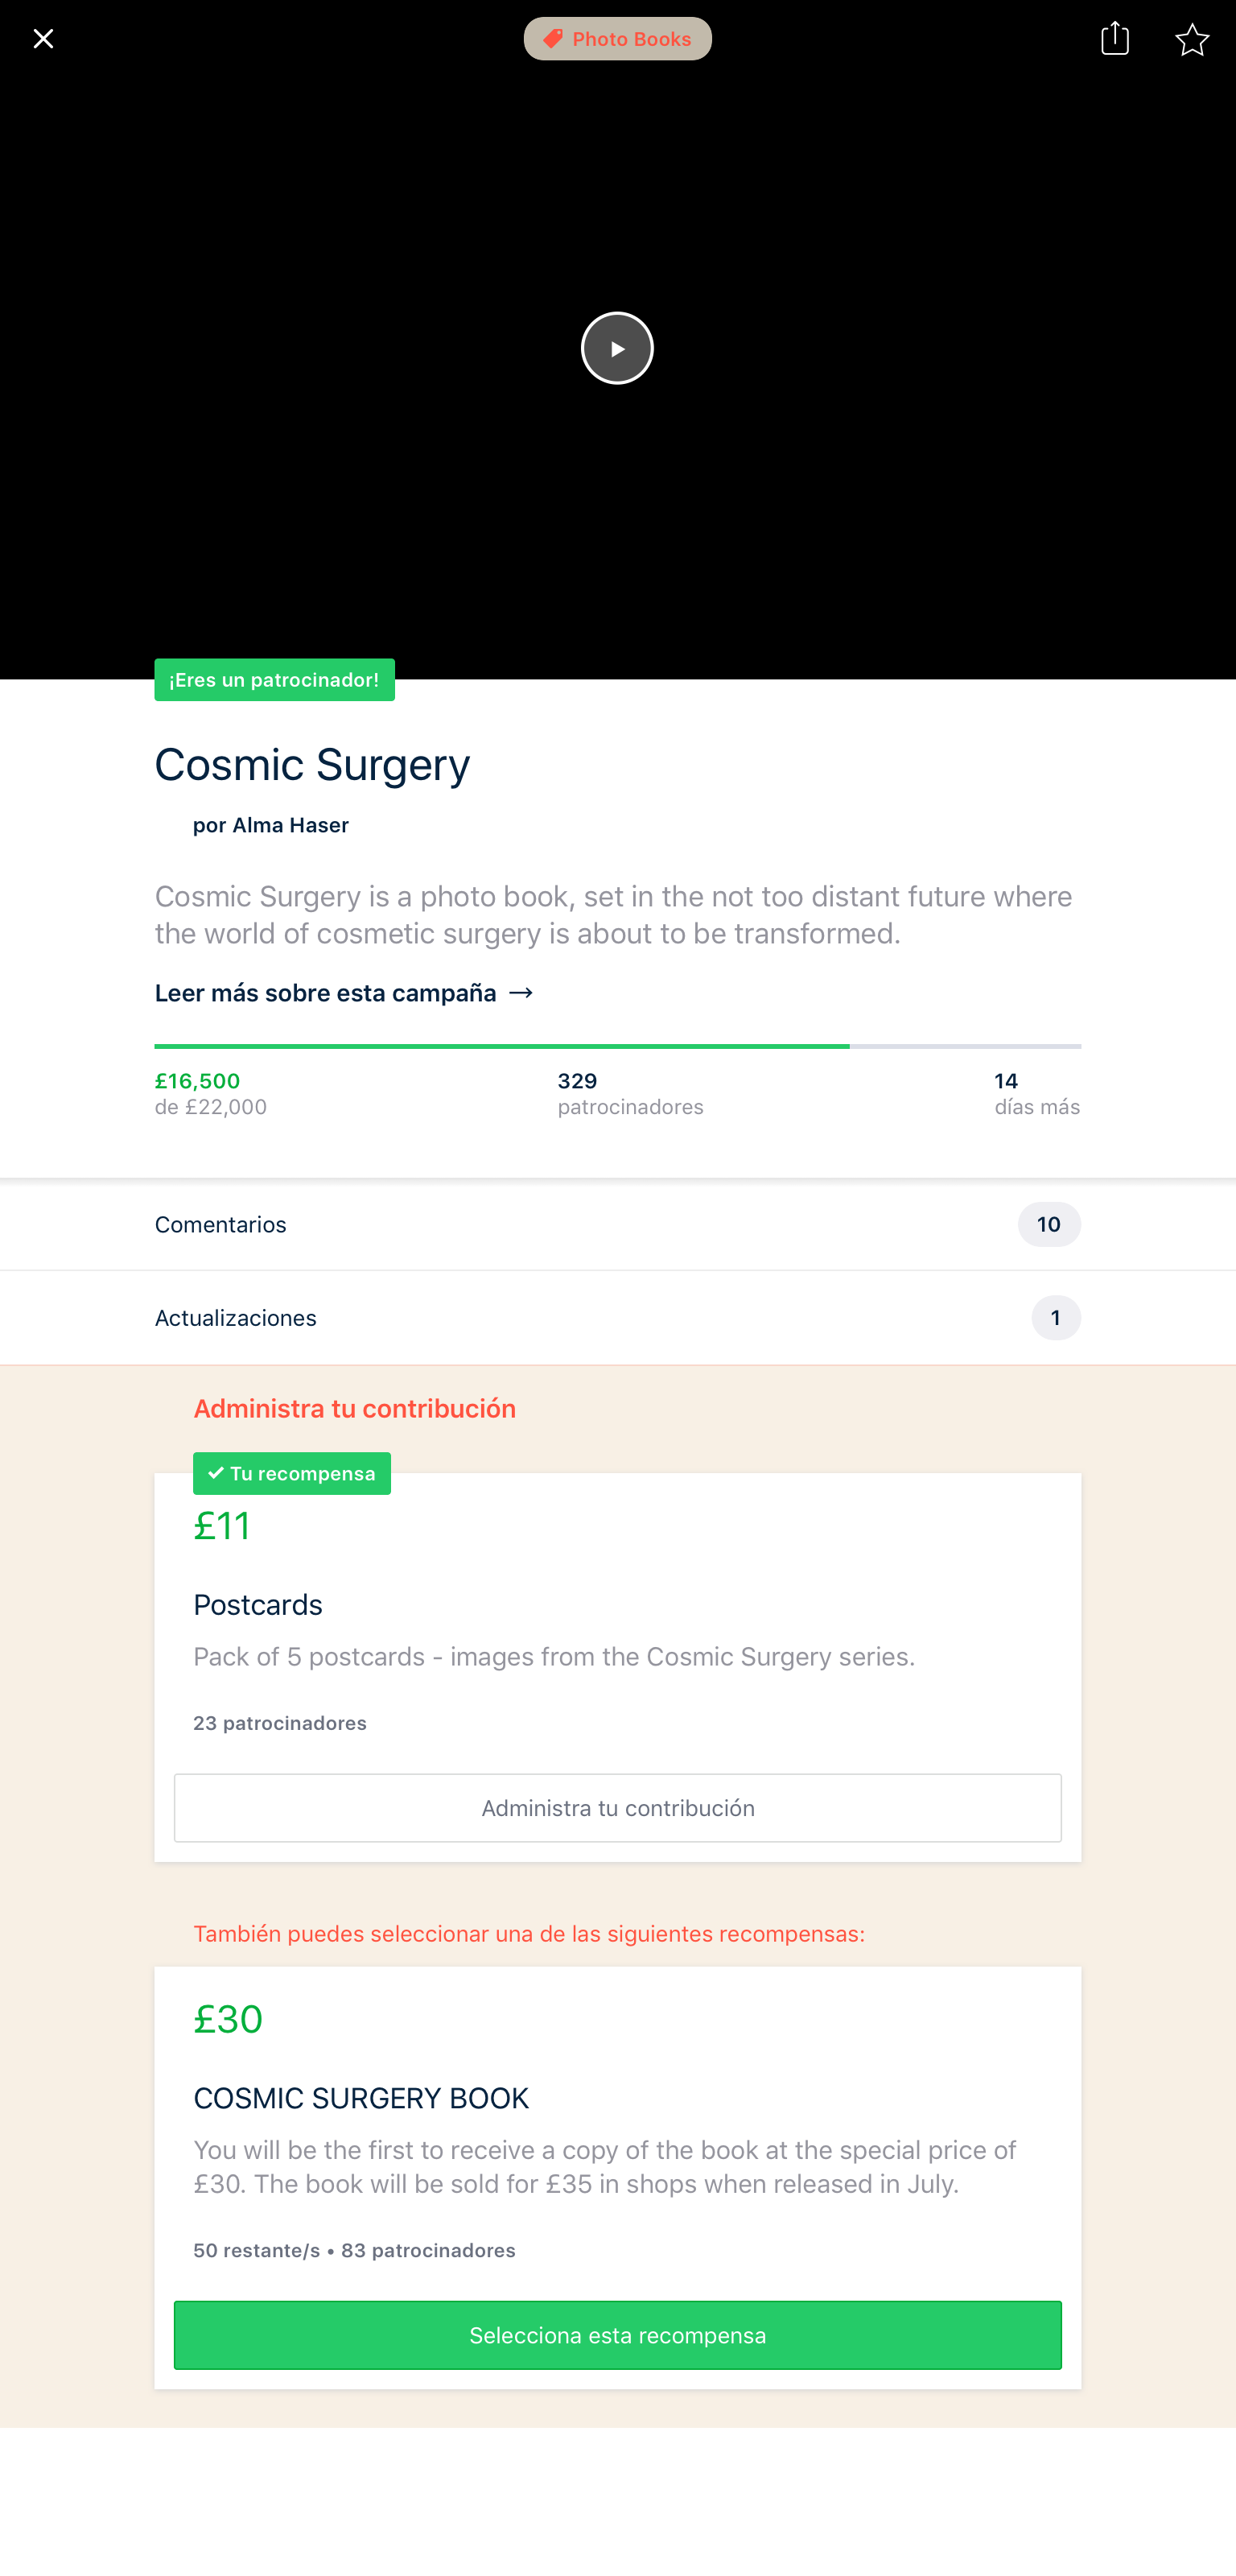 Photo Books
¡Eres un patrocinador!
Cosmic Surgery
por Alma Haser
Cosmic Surgery is a photo book, set in the not too distant future where
the world of cosmetic surgery is about to be transformed.
Leer más sobre esta campaña →
£16,500
de £22,000
329
patrocinadores
14
días más
Comentarios
10
Actualizaciones
1
Administra tu contribución
Tu recompensa
£11
Postcards
Pack of 5 postcards - images from the Cosmic Surgery series.
23 patrocinadores
Administra tu contribución
También puedes seleccionar una de las siguientes recompensas:
£30
COSMIC SURGERY BOOK
You will be the first to receive a copy of the book at the special price of
£30. The book will be sold for £35 in shops when released in July.
50 restante/s • 83 patrocinadores
Selecciona esta recompensa